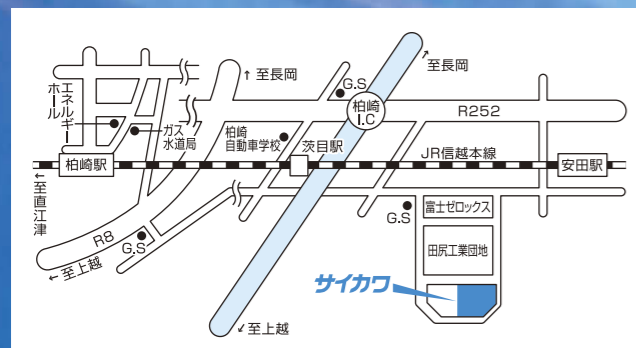 ↑至長岡
↑至長岡
G.S
エネルギー
ホール
ガス
水道局
柏崎
自動車学校
柏崎
I.C
R252
茨目駅
JR信越本線
柏崎駅
安田駅
←至直江津
R8
G.S
←至上越
G.S
富士ゼロックス
田尻工業団地
サイカワ
↙至上越